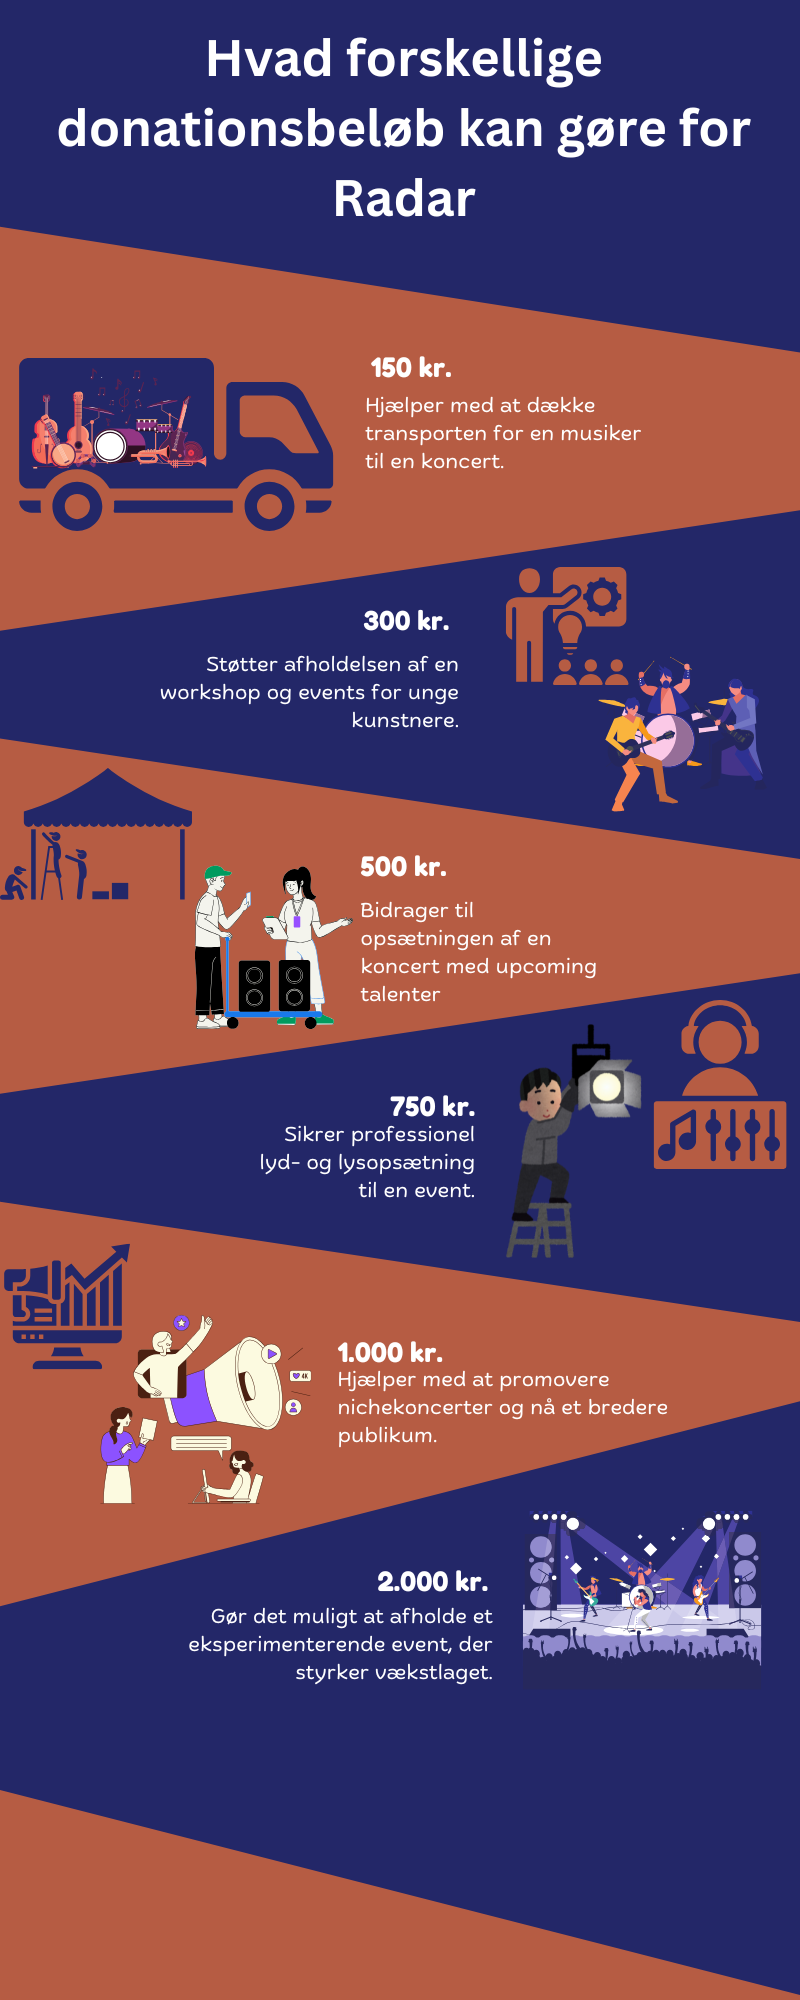 Hvad forskellige
donationsbeløb kan gøre for
Radar
150 kr.
Hjælper med at dække
transporten for en musiker
til en koncert.
300 kr.
Støtter afholdelsen af en
workshop og events for unge
kunstnere.
500 kr.
Bidrager til
opsætningen af en
koncert med upcoming
talenter
750 kr.
Sikrer professionel
lyd- og lysopsætning
til en event.
1.000 kr.
Hjælper med at promovere
nichekoncerter og nå et bredere
publikum.
4K
2.000 kr.
Gør det muligt at afholde et
eksperimenterende event, der
styrker vækstlaget.